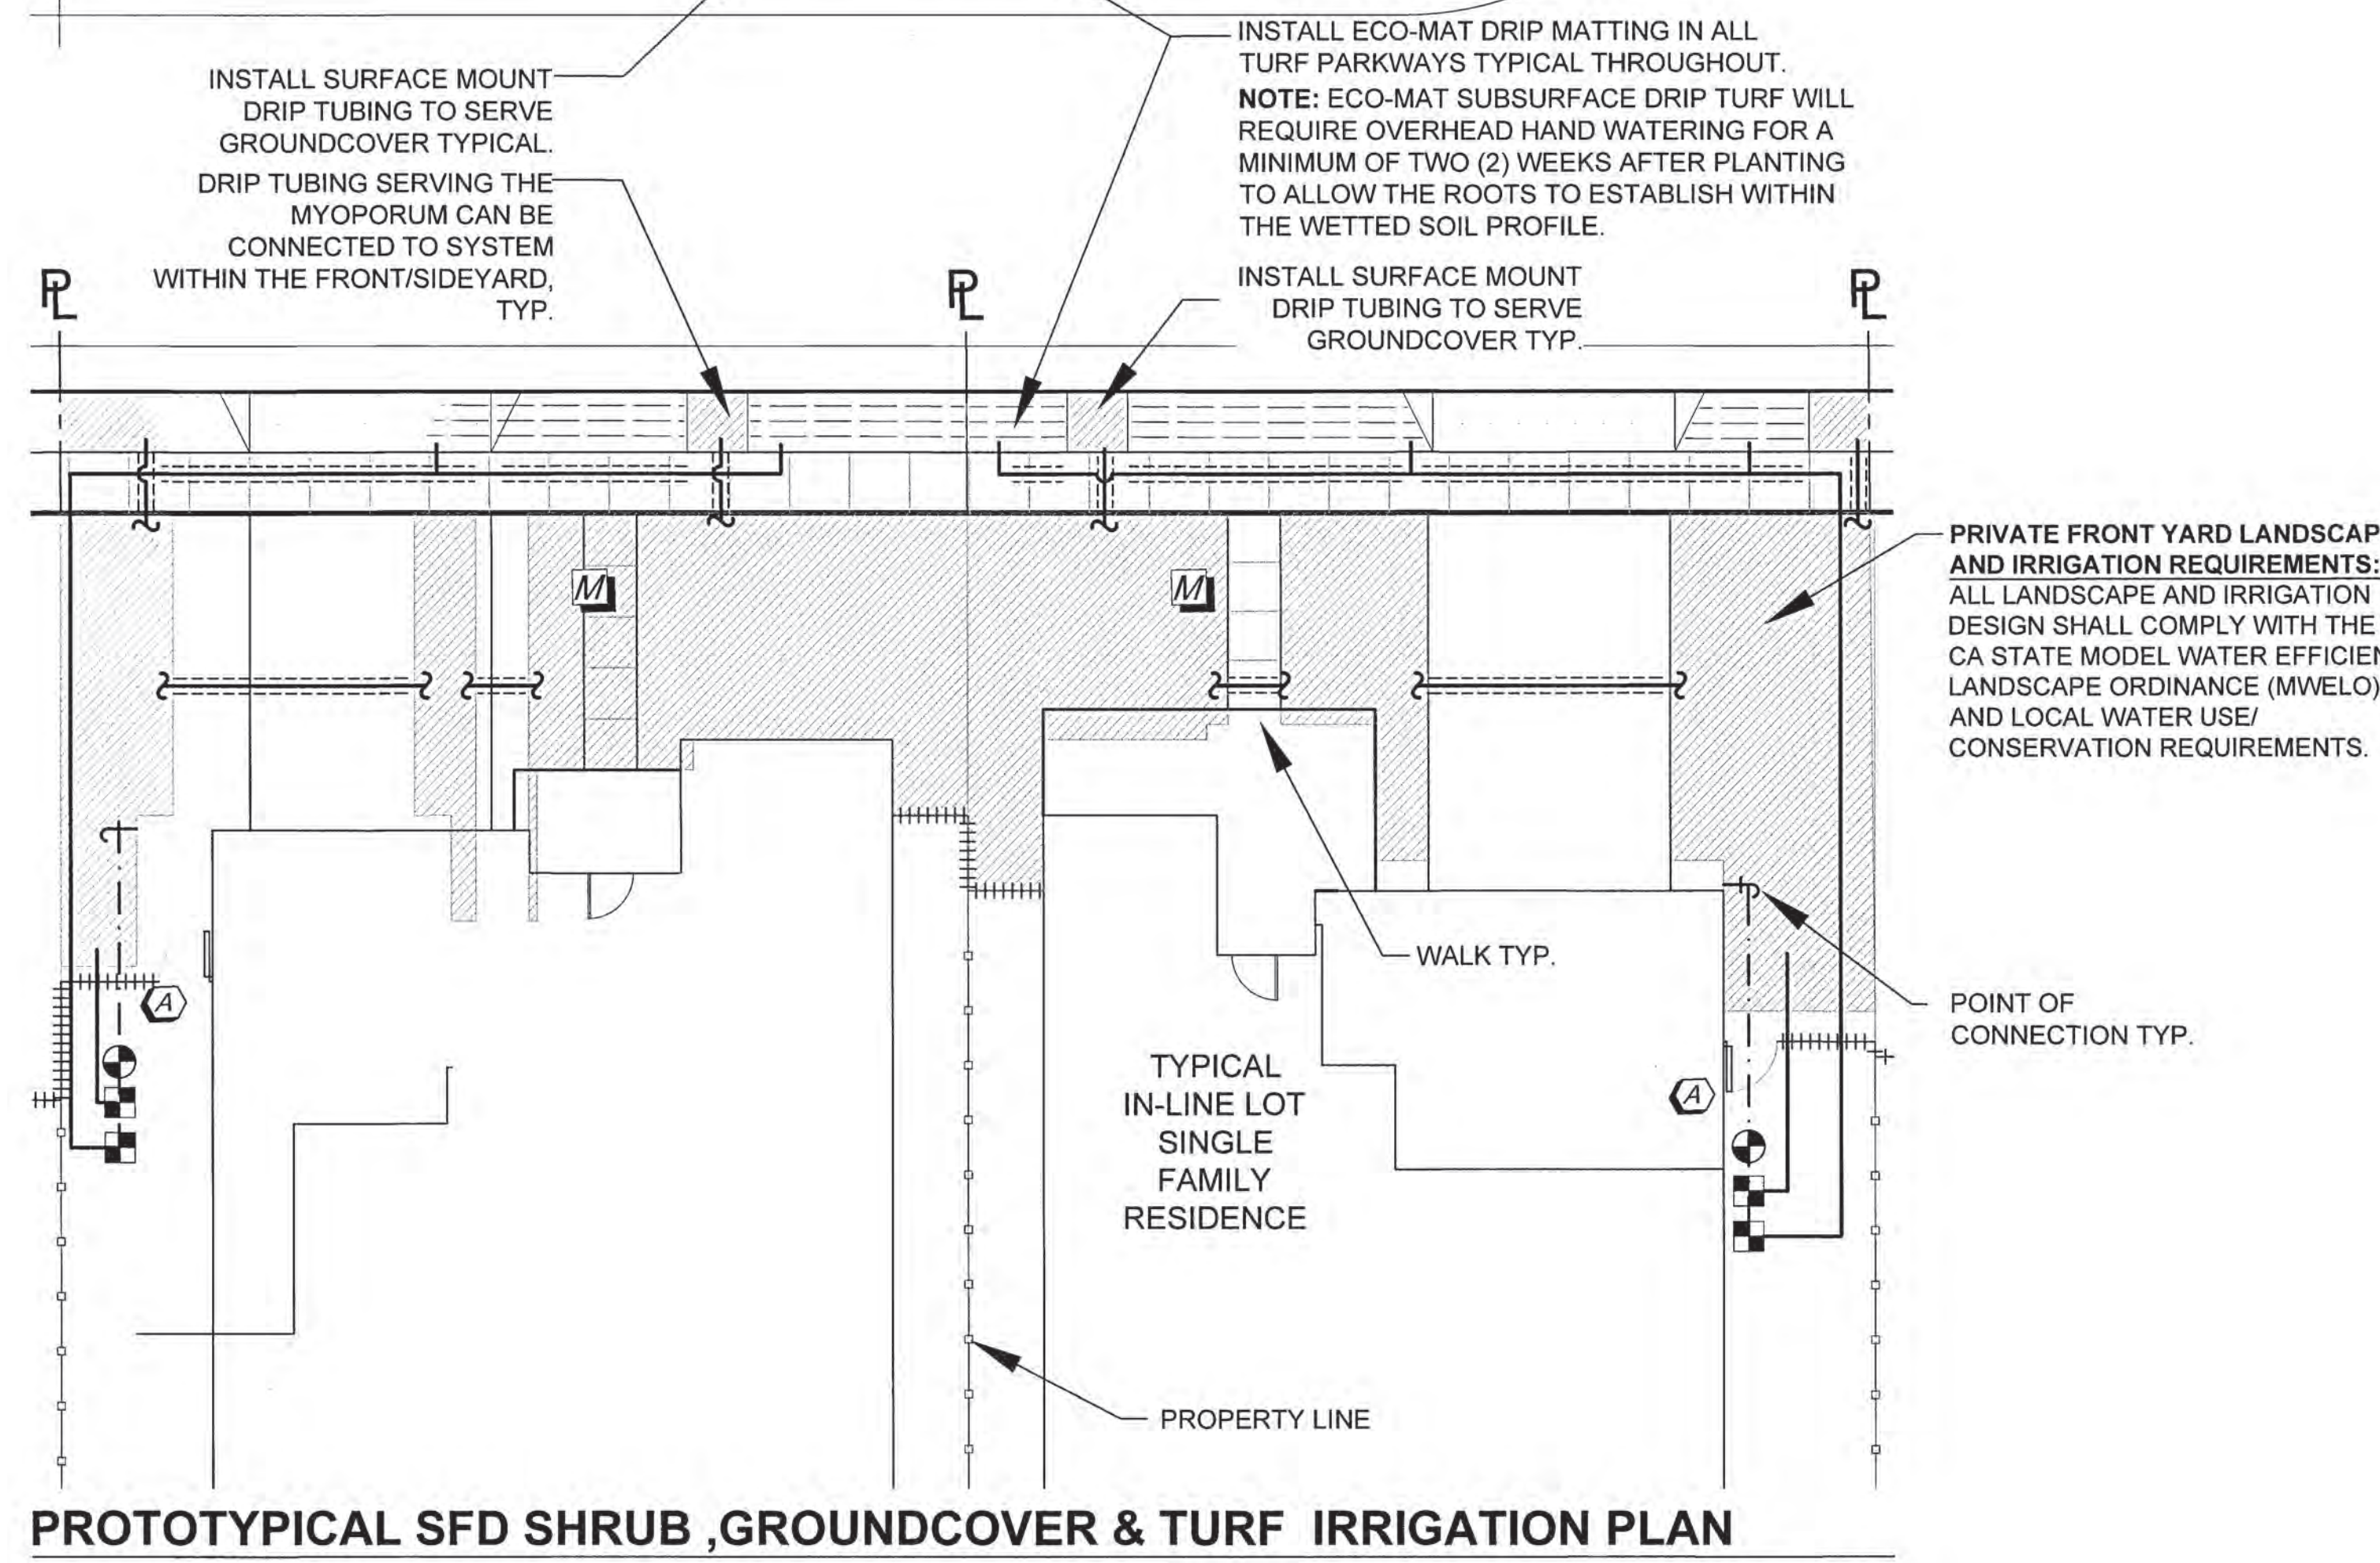 INSTALL SURFACE MOUNT
DRIP TUBING TO SERVE
GROUNDCOVER TYPICAL.
DRIP TUBING SERVING THE
MYOPORUM CAN BE
CONNECTED TO SYSTEM
WITHIN THE FRONT/SIDEYARD,
TYP.
INSTALL ECO-MAT DRIP MATTING IN ALL
TURF PARKWAYS TYPICAL THROUGHOUT.
NOTE: ECO-MAT SUBSURFACE DRIP TURF WILL
REQUIRE OVERHEAD HAND WATERING FOR A
MINIMUM OF TWO (2) WEEKS AFTER PLANTING
TO ALLOW THE ROOTS TO ESTABLISH WITHIN
THE WETTED SOIL PROFILE.
INSTALL SURFACE MOUNT
DRIP TUBING TO SERVE
GROUNDCOVER TYP.
PL
PL
PL
M
M
PRIVATE FRONT YARD LANDSCAP
AND IRRIGATION REQUIREMENTS:
ALL LANDSCAPE AND IRRIGATION
DESIGN SHALL COMPLY WITH THE
CA STATE MODEL WATER EFFICIEN
LANDSCAPE ORDINANCE (MWELO)
AND LOCAL WATER USE/
CONSERVATION REQUIREMENTS.
WALK TYP.
A
POINT OF
CONNECTION TYP.
TYPICAL
IN-LINE LOT
SINGLE
FAMILY
RESIDENCE
A
PROPERTY LINE
PROTOTYPICAL SFD SHRUB ,GROUNDCOVER & TURF IRRIGATION PLAN